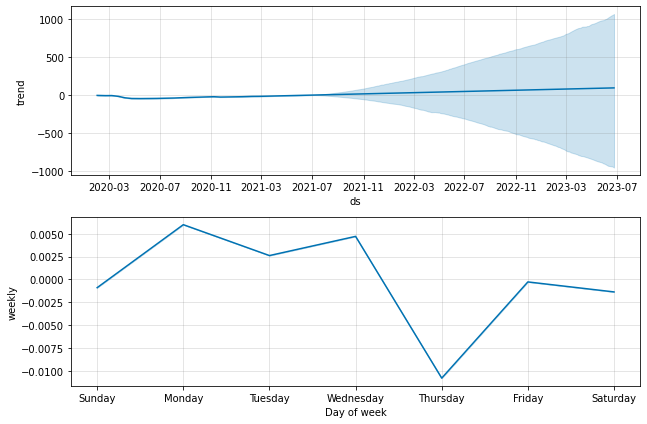 1000
500
0
−500
−1000
trend
2020-03 2020-07 2020-11 2021-03 2021-07 2021-11 2022-03 2022-07 2022-11 2023-03 2023-07
ds
0.0050
0.0025
0.0000
−0.0025
−0.0050
−0.0075
−0.0100
weekly
Sunday Monday Tuesday Wednesday Thursday Friday Saturday
Day of week